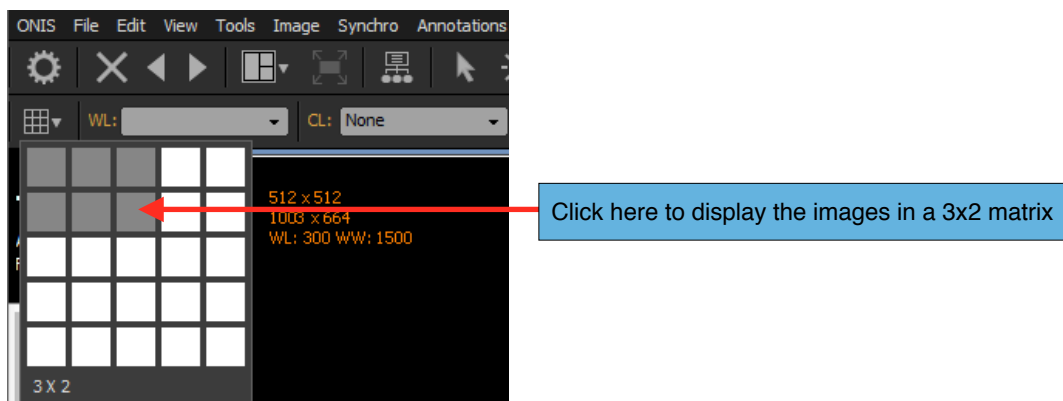 ONIS File Edit View Tools Image Synchro Annotations
WL: CL: None
512 x 512
1003 x 664
WL: 300 WW: 1500
Click here to display the images in a 3x2 matrix
3 X 2